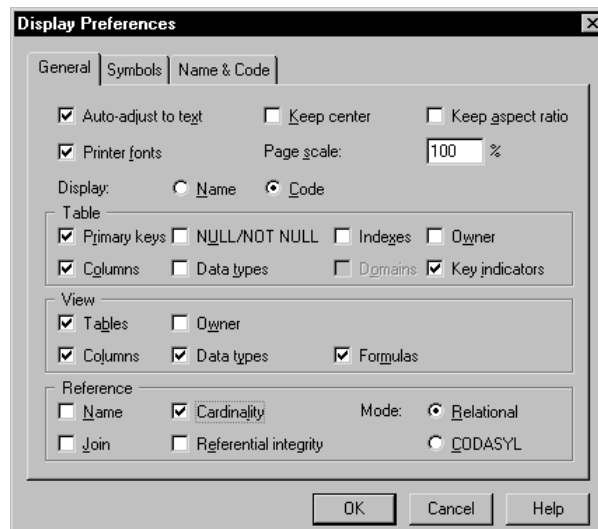 Display Preferences
General Symbols Name & Code
Auto-adjust to text Keep center Keep aspect ratio
Printer fonts Page scale: 100 %
Display: Name Code
Table
Primary keys NULL/NOT NULL Indexes Owner
Columns Data types Domains Key indicators
View
Tables Owner
Columns Data types Formulas
Reference
Name Cardinality Mode: Relational
Join Referential integrity CODASYL
OK Cancel Help